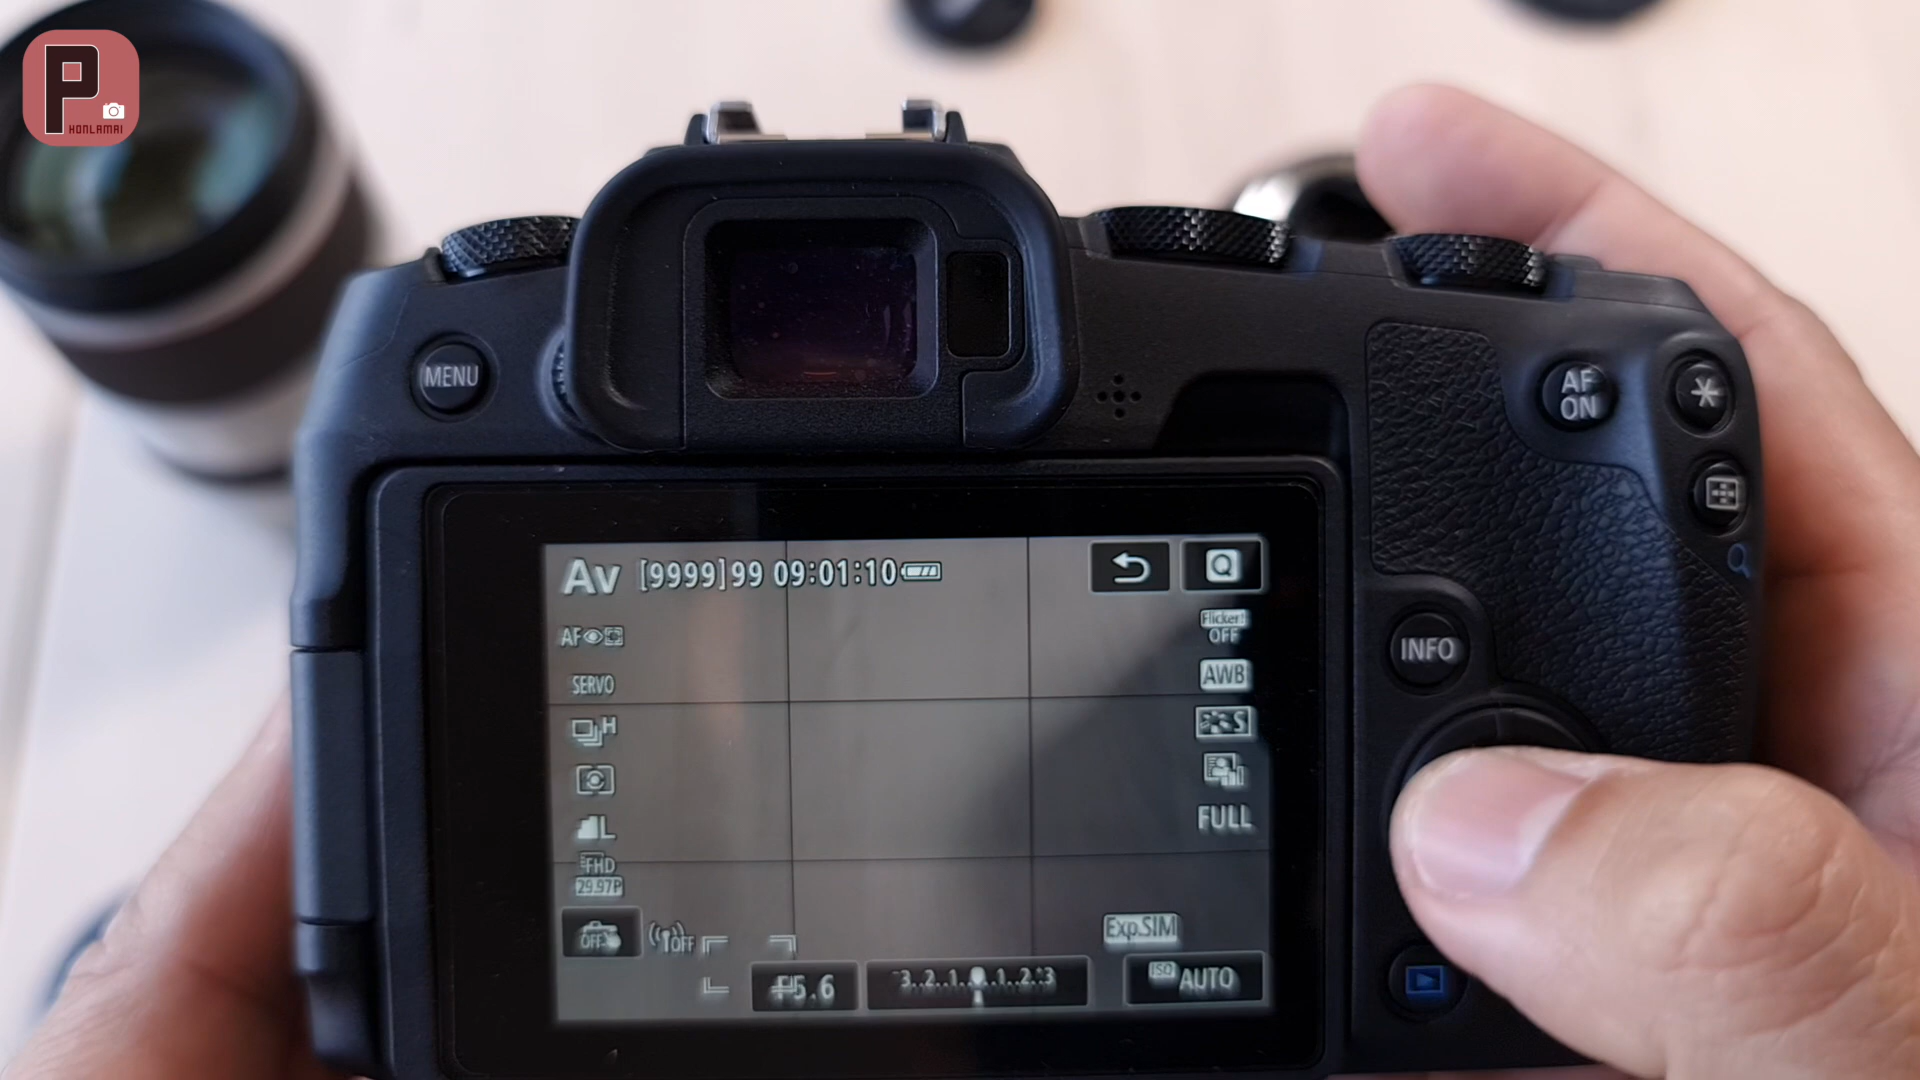 P
HONLAMAI
MENU
AF
ON
Av [9999]99 09:01:10
Q
AF
SERVO
H
L
FHD
29.97P
OFF
OFF
F5.6
3..2..1..0..1..2..3
Flicker!
OFF
AWB
S
FULL
Exp.SIM
ISO AUTO
INFO